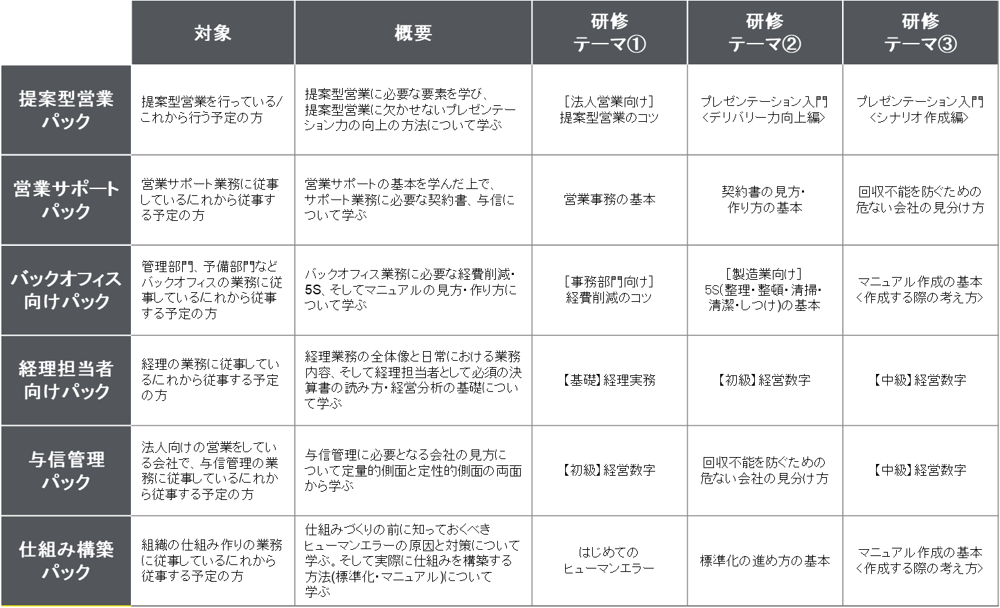 対象
概要
研修
テーマ①
研修
テーマ②
研修
テーマ③
提案型営業
パック
提案型営業を行っている/
これから行う予定の方
提案型営業に必要な要素を学び、
提案型営業に欠かせないプレゼンテー
ション力の向上の方法について学ぶ
［法人営業向け］
提案型営業のコツ
プレゼンテーション入門
<デリバリー力向上編>
プレゼンテーション入門
<シナリオ作成編>
営業サポート
パック
営業サポート業務に従事
している/これから従事す
る予定の方
営業サポートの基本を学んだ上で、
サポート業務に必要な契約書、与信に
ついて学ぶ
営業事務の基本
契約書の見方・
作り方の基本
回収不能を防ぐための
危ない会社の見分け方
バックオフィス
向けパック
管理部門、予備部門など
バックオフィスの業務に従
事している/これから従事
する予定の方
バックオフィス業務に必要な経費削減・
5S、そしてマニュアルの見方・作り方に
ついて学ぶ
［事務部門向け］
経費削減のコツ
［製造業向け］
5S(整理・整頓・清掃・
清潔・しつけ)の基本
マニュアル作成の基本
<作成する際の考え方>
経理担当者
向けパック
経理の業務に従事してい
る/これから従事する予定
の方
経理業務の全体像と日常における業務
内容、そして経理担当者として必須の決
算書の読み方・経営分析の基礎につい
て学ぶ
【基礎】経理実務
【初級】経営数字
【中級】経営数字
与信管理
パック
法人向けの営業をしてい
る会社で、与信管理の業
務に従事している/これか
ら従事する予定の方
与信管理に必要となる会社の見方に
ついて定量的側面と定性的側面の両面
から学ぶ
【初級】経営数字
回収不能を防ぐための
危ない会社の見分け方
【中級】経営数字
仕組み構築
パック
組織の仕組み作りの業務
に従事している/これから
従事する予定の方
仕組みづくりの前に知っておくべき
ヒューマンエラーの原因と対策について
学ぶ。そして実際に仕組みを構築する
方法(標準化・マニュアル)について
学ぶ
はじめての
ヒューマンエラー
標準化の進め方の基本
マニュアル作成の基本
<作成する際の考え方>